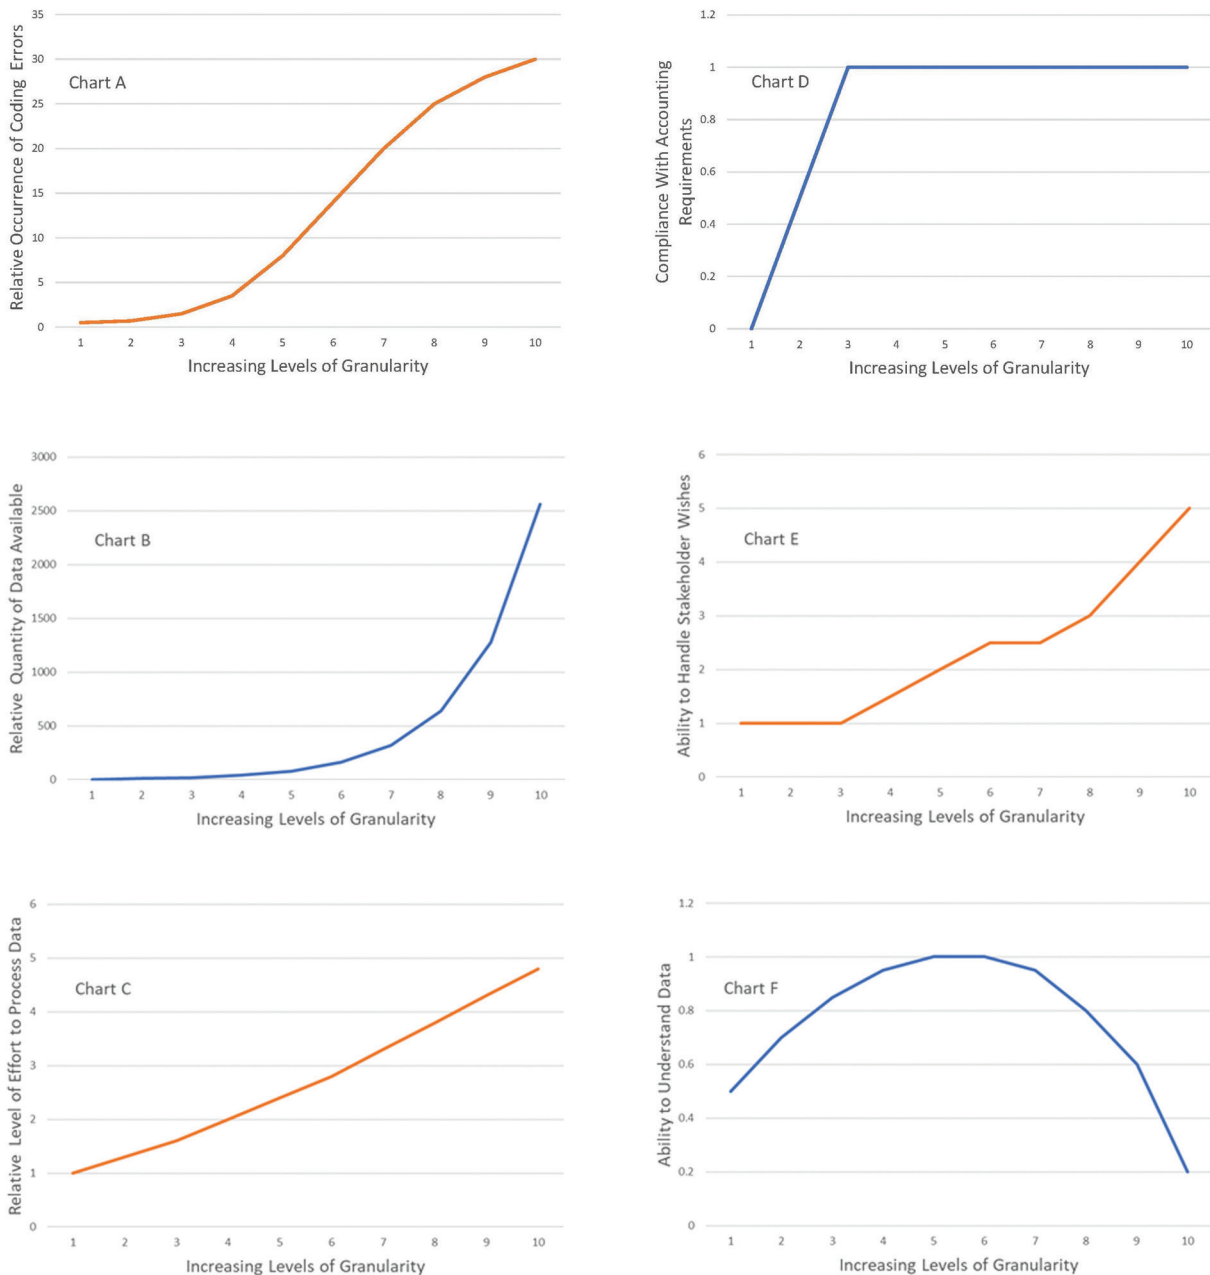 35
30
25
20
15
10
5
0
Relative Occurrence of Coding Errors
Chart A
1 2 3 4 5 6 7 8 9 10
Increasing Levels of Granularity
1.2
1
0.8
0.6
0.4
0.2
0
Compliance With Accounting
Requirements
Chart D
1 2 3 4 5 6 7 8 9 10
Increasing Levels of Granularity
3000
2500
2000
1500
1000
500
0
Relative Quantity of Data Available
Chart B
1 2 3 4 5 6 7 8 9 10
Increasing Levels of Granularity
6
5
4
3
2
1
0
Ability to Handle Stakeholder Wishes
Chart E
1 2 3 4 5 6 7 8 9 10
Increasing Levels of Granularity
6
5
4
3
2
1
0
Relative Level of Effort to Process Data
Chart C
1 2 3 4 5 6 7 8 9 10
Increasing Levels of Granularity
1.2
1
0.8
0.6
0.4
0.2
0
Ability to Understand Data
Chart F
1 2 3 4 5 6 7 8 9 10
Increasing Levels of Granularity